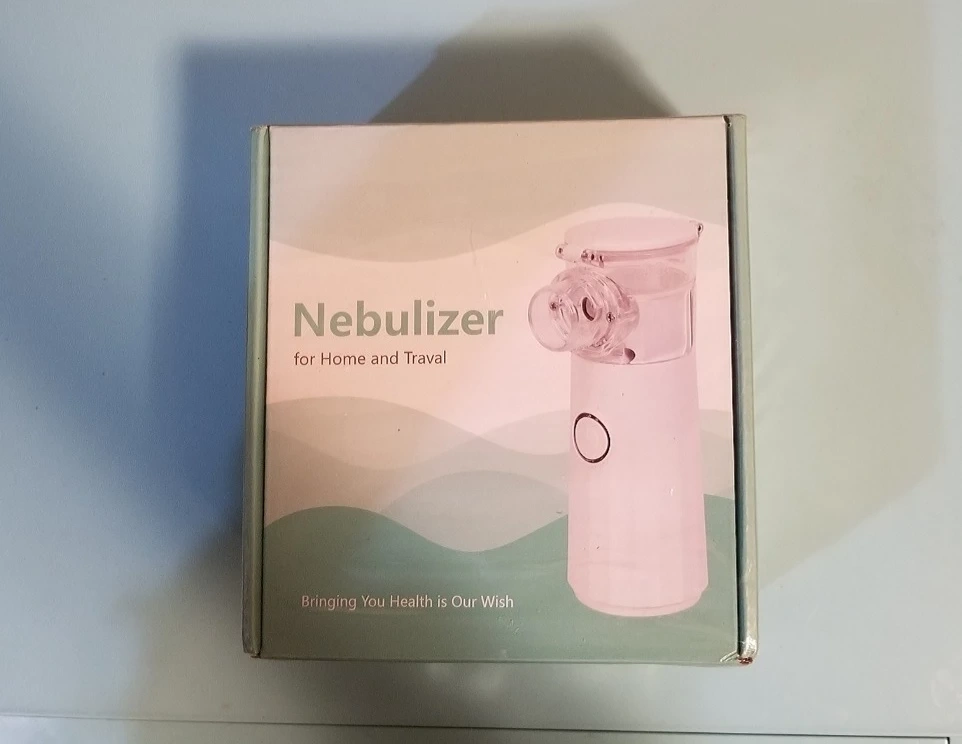 Nebulizer
for Home and Traval
Bringing You Health is Our Wish